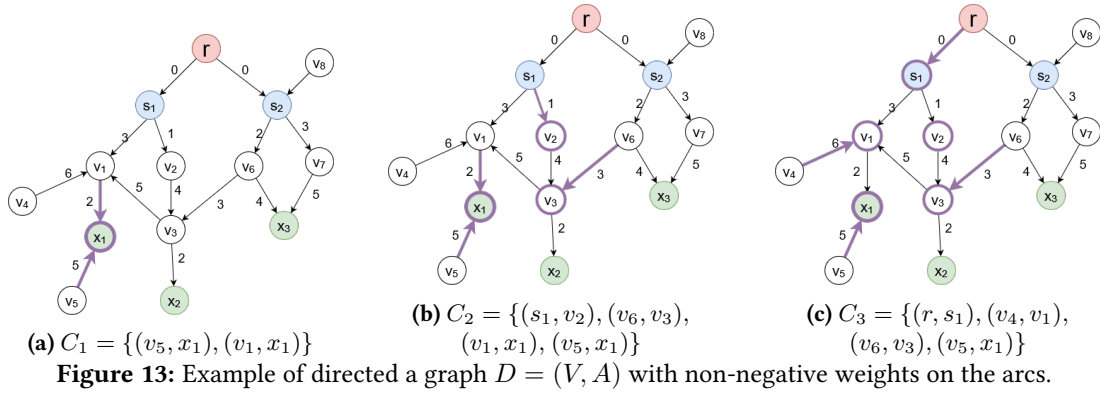 r
0
0
v8
s1
s2
3
1
2
3
v1
v2
v6
v7
6
4
5
v4
2
3
4
5
v3
x1
x3
5
2
v5
x2
(a) C1 = {(v5, x1), (v1, x1)}
r
0
0
v8
s1
s2
3
1
2
3
v1
v2
v6
v7
6
4
5
v4
2
3
4
5
v3
x1
x3
5
2
v5
x2
(b) C2 = {(s1, v2), (v6, v3),
(v1, x1), (v5, x1)}
r
0
0
v8
s1
s2
3
1
2
3
v1
v2
v6
v7
6
4
5
v4
2
3
4
5
v3
x1
x3
5
2
v5
x2
(c) C3 = {(r, s1), (v4, v1),
(v6, v3), (v5, x1)}
Figure 13: Example of directed a graph D = (V, A) with non-negative weights on the arcs.